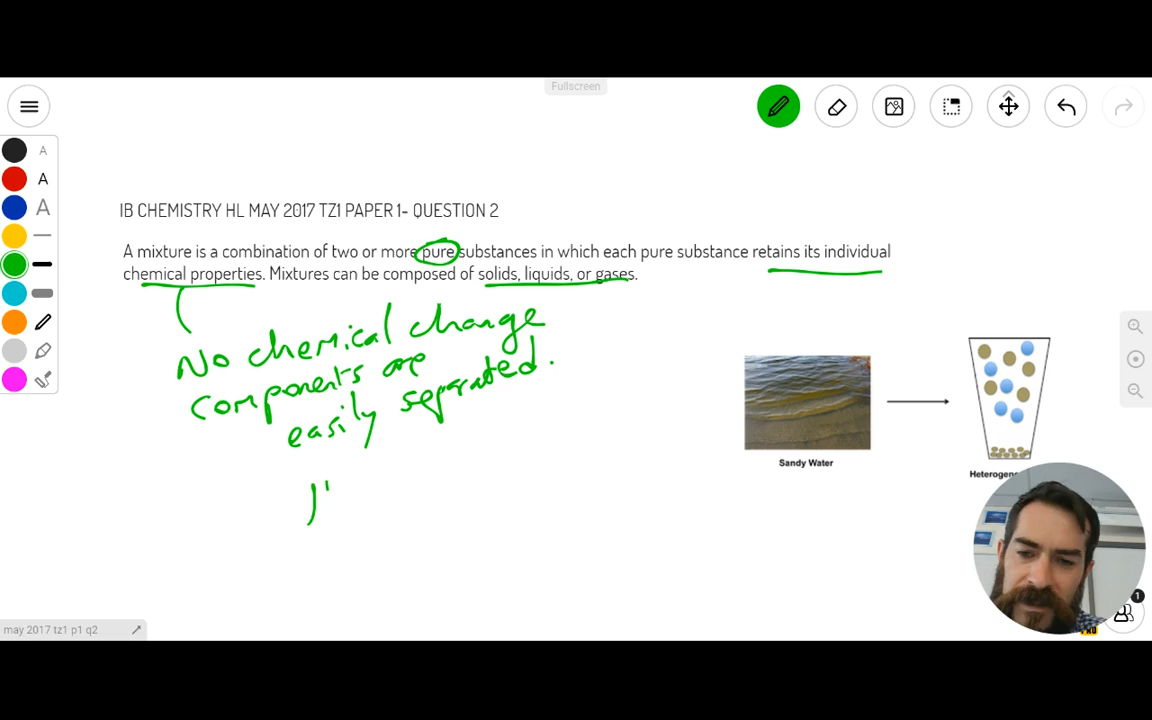 Fullscreen
A
A
A
IB CHEMISTRY HL MAY 2017 TZ1 PAPER 1- QUESTION 2
A mixture is a combination of two or more pure substances in which each pure substance retains its individual
chemical properties. Mixtures can be composed of solids, liquids, or gases.
No chemical change
components are
easily separated.
Sandy Water
Heterogen
1
may 2017 tz1 p1 q2